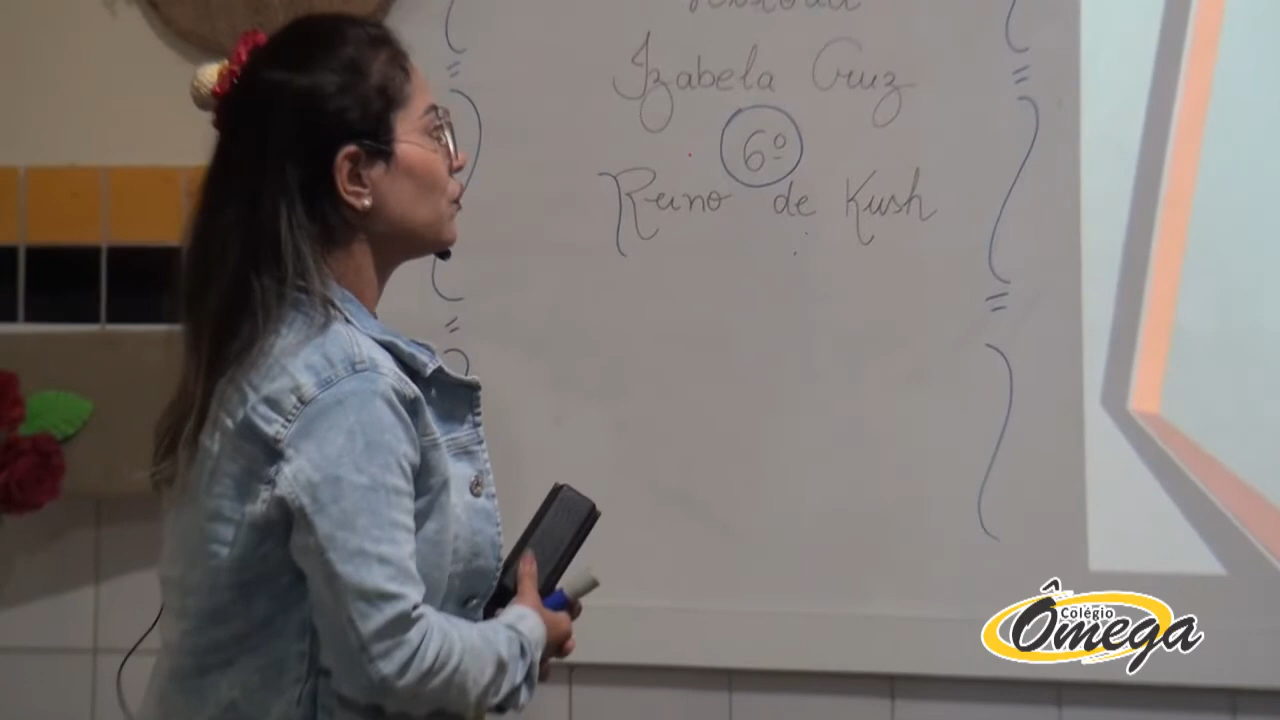 Izabela Cruz
6º
Reino de Kush
Colégio
Ômega